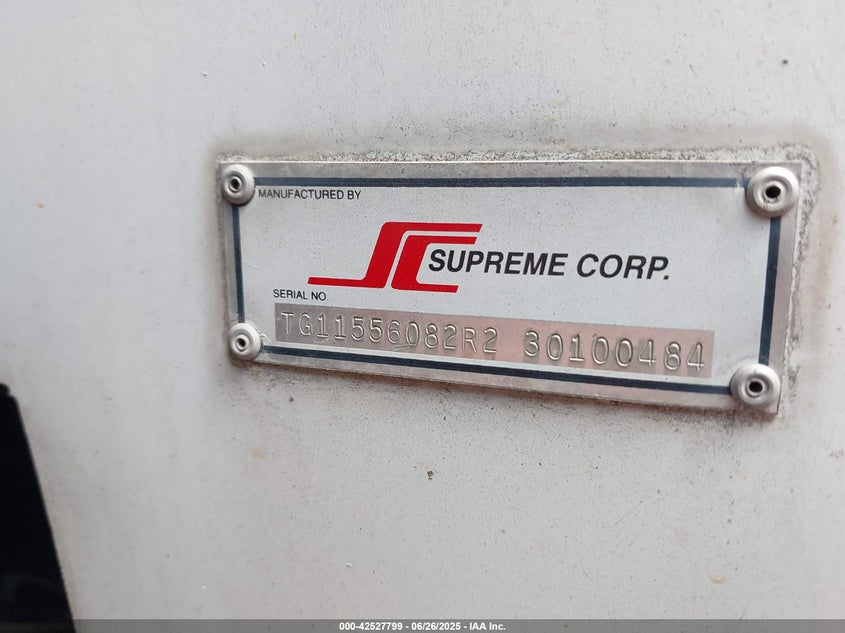 MANUFACTURED BY
SC SUPREME CORP.
SERIAL NO
TG11556082R2 30100484
000-42527799 - 06/26/2025 - IAA Inc.